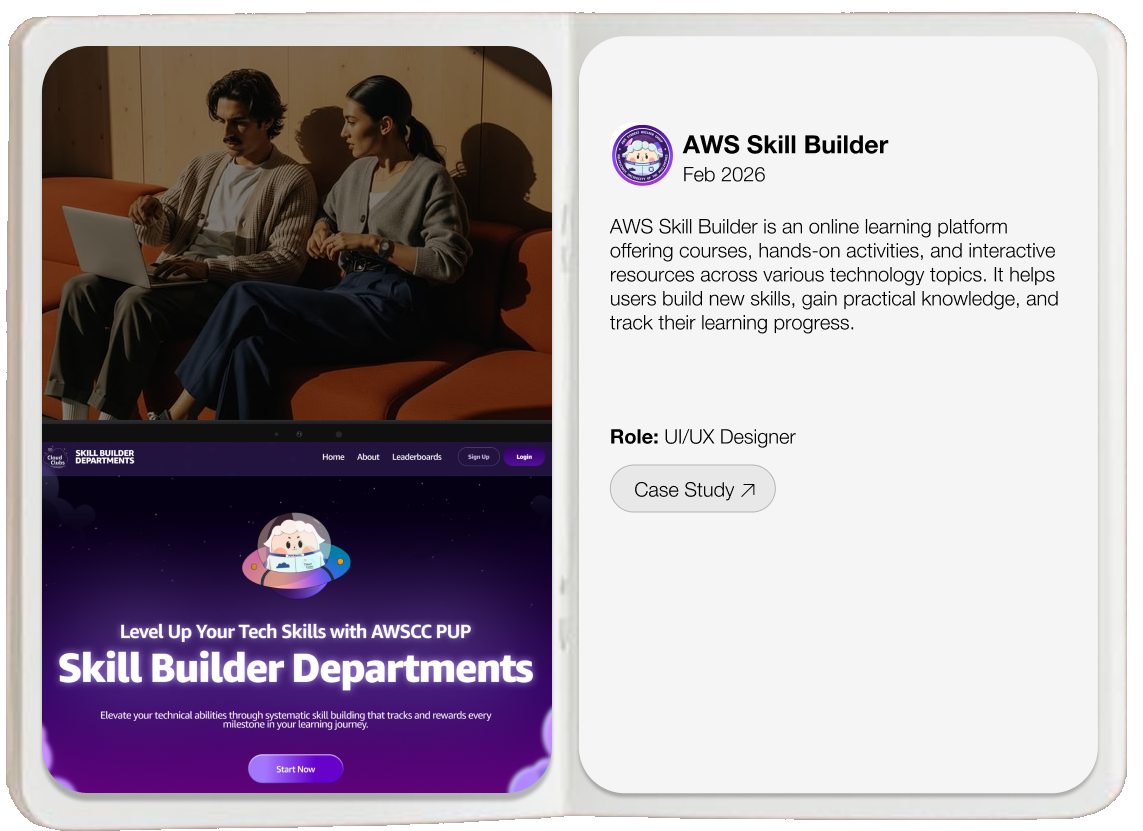 Cloud
Clubs
SKILL BUILDER
DEPARTMENTS
Home
About
Leaderboards
Sign Up
Login
Level Up Your Tech Skills with AWSCC PUP
Skill Builder Departments
Elevate your technical abilities through systematic skill building that tracks and rewards every
milestone in your learning journey.
Start Now
AWS Skill Builder
Feb 2026
AWS Skill Builder is an online learning platform
offering courses, hands-on activities, and interactive
resources across various technology topics. It helps
users build new skills, gain practical knowledge, and
track their learning progress.
Role: UI/UX Designer
Case Study